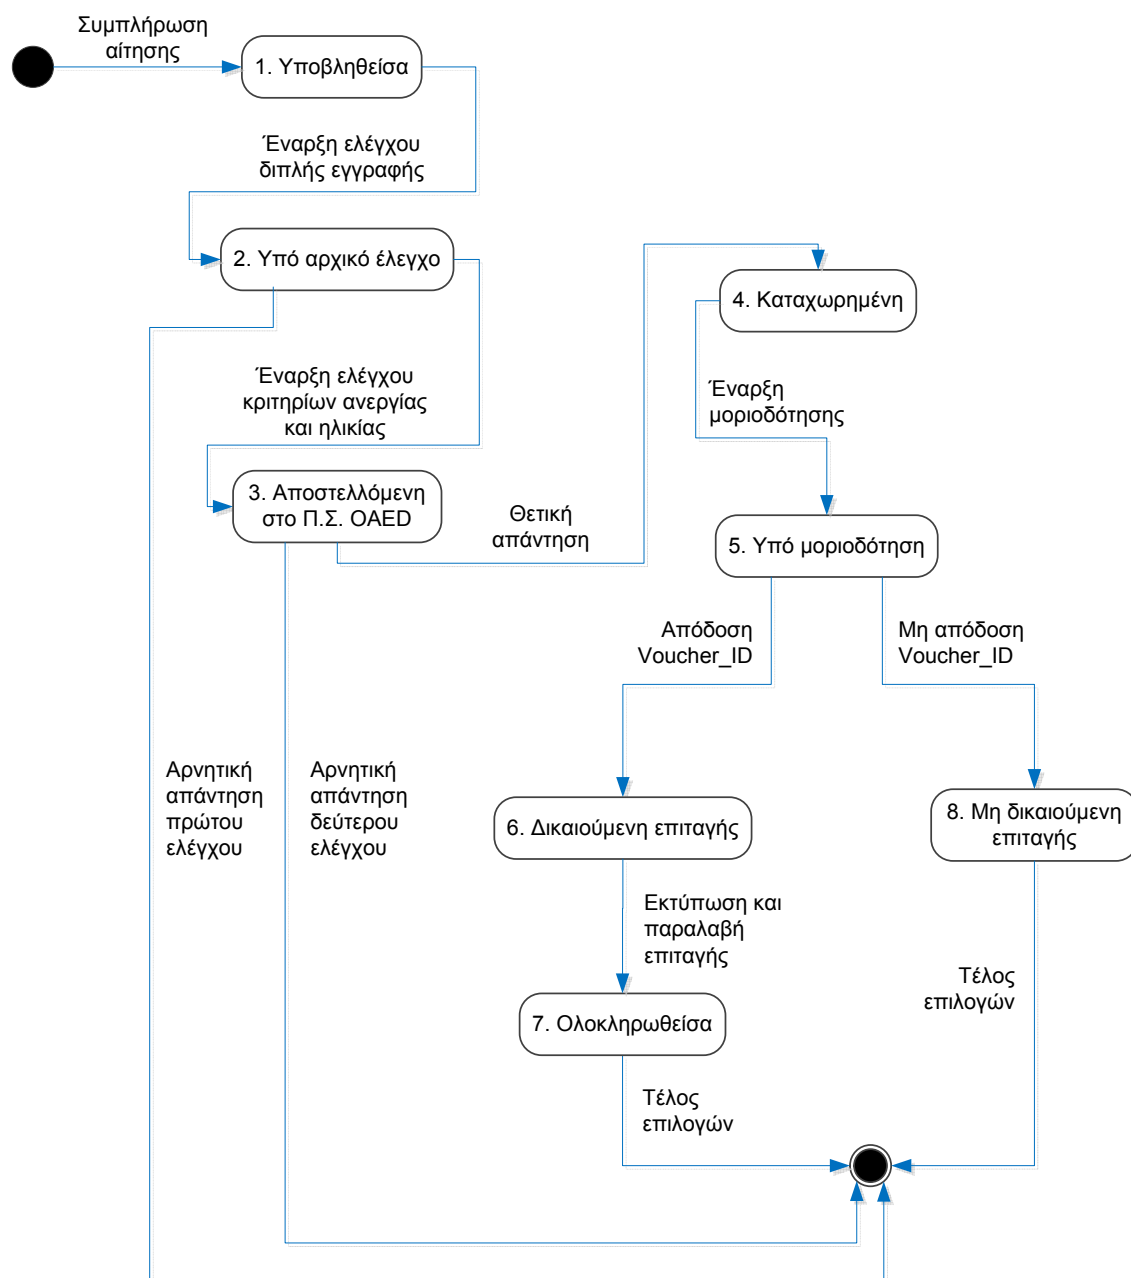 Συμπλήρωση
αίτησης
1. Υποβληθείσα
Έναρξη ελέγχου
διπλής εγγραφής
2. Υπό αρχικό έλεγχο
4. Καταχωρημένη
Έναρξη ελέγχου
κριτηρίων ανεργίας
και ηλικίας
Έναρξη
μοριοδότησης
3. Αποστελλόμενη
στο Π.Σ. OAED
Θετική
απάντηση
5. Υπό μοριοδότηση
Απόδοση
Voucher_ID
Μη απόδοση
Voucher_ID
Αρνητική
απάντηση
πρώτου
ελέγχου
Αρνητική
απάντηση
δεύτερου
ελέγχου
6. Δικαιούμενη επιταγής
8. Μη δικαιούμενη
επιταγής
Εκτύπωση και
παραλαβή
επιταγής
Τέλος
επιλογών
7. Ολοκληρωθείσα
Τέλος
επιλογών